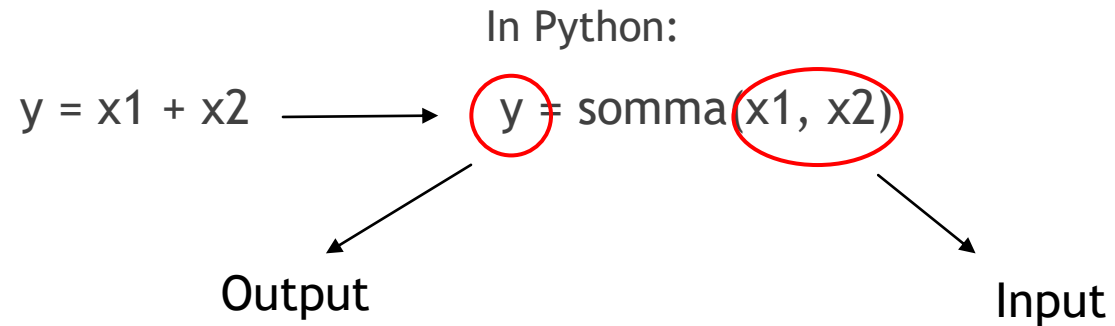 In Python:
y = x1 + x2 y = somma(x1, x2)
Output
Input